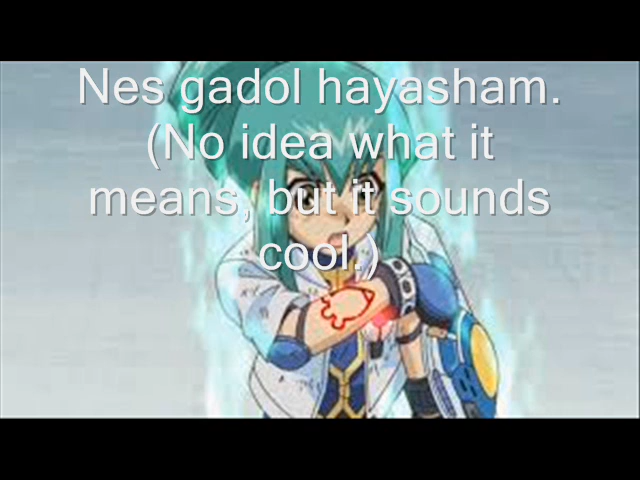 Nes gadol hayasham.
(No idea what it
means, but it sounds
cool.)